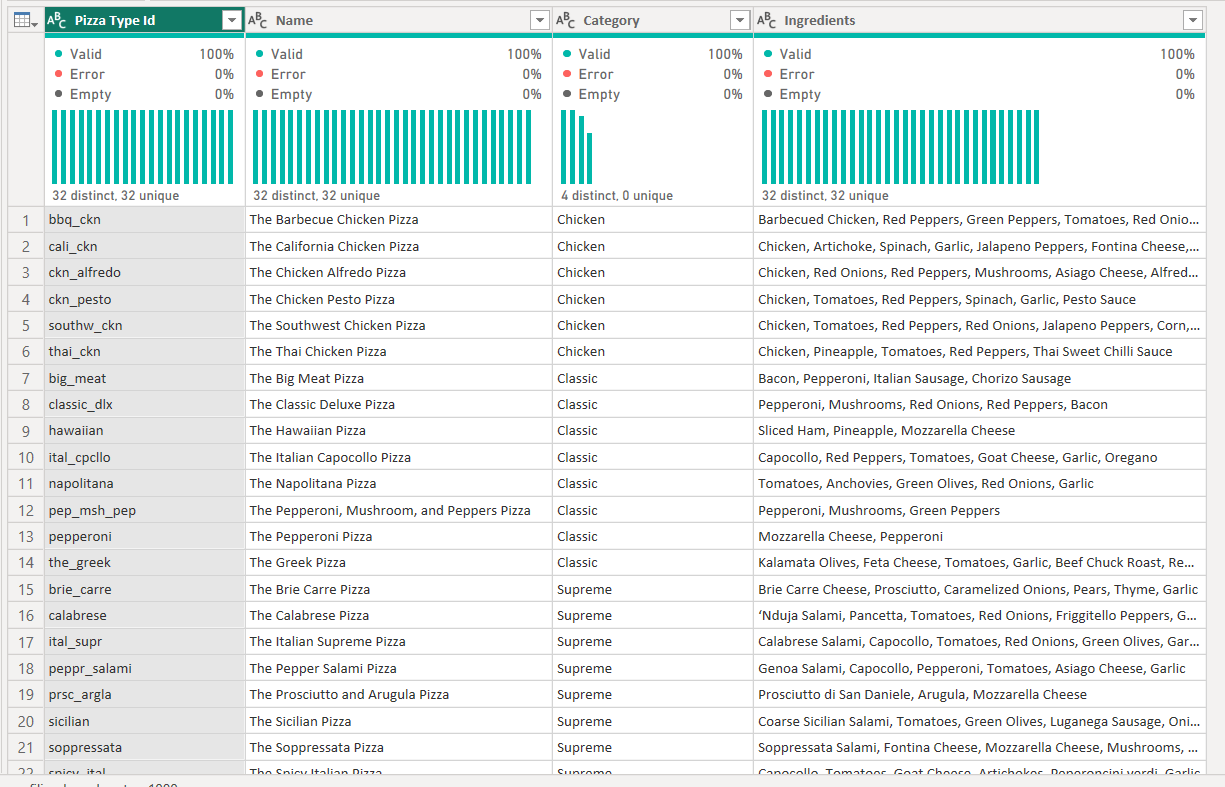 ABC Pizza Type Id ABC Name ABC Category ABC Ingredients
Valid 100% Valid 100% Valid 100% Valid 100%
Error 0% Error 0% Error 0% Error 0%
Empty 0% Empty 0% Empty 0% Empty 0%
32 distinct, 32 unique 32 distinct, 32 unique 4 distinct, 0 unique 32 distinct, 32 unique
1 bbq_ckn The Barbecue Chicken Pizza Chicken Barbecued Chicken, Red Peppers, Green Peppers, Tomatoes, Red Onio...
2 cali_ckn The California Chicken Pizza Chicken Chicken, Artichoke, Spinach, Garlic, Jalapeno Peppers, Fontina Cheese,...
3 ckn_alfredo The Chicken Alfredo Pizza Chicken Chicken, Red Onions, Red Peppers, Mushrooms, Asiago Cheese, Alfred...
4 ckn_pesto The Chicken Pesto Pizza Chicken Chicken, Tomatoes, Red Peppers, Spinach, Garlic, Pesto Sauce
5 southw_ckn The Southwest Chicken Pizza Chicken Chicken, Tomatoes, Red Peppers, Red Onions, Jalapeno Peppers, Corn,...
6 thai_ckn The Thai Chicken Pizza Chicken Chicken, Pineapple, Tomatoes, Red Peppers, Thai Sweet Chilli Sauce
7 big_meat The Big Meat Pizza Classic Bacon, Pepperoni, Italian Sausage, Chorizo Sausage
8 classic_dlx The Classic Deluxe Pizza Classic Pepperoni, Mushrooms, Red Onions, Red Peppers, Bacon
9 hawaiian The Hawaiian Pizza Classic Sliced Ham, Pineapple, Mozzarella Cheese
10 ital_cpcllo The Italian Capocollo Pizza Classic Capocollo, Red Peppers, Tomatoes, Goat Cheese, Garlic, Oregano
11 napolitana The Napolitana Pizza Classic Tomatoes, Anchovies, Green Olives, Red Onions, Garlic
12 pep_msh_pep The Pepperoni, Mushroom, and Peppers Pizza Classic Pepperoni, Mushrooms, Green Peppers
13 pepperoni The Pepperoni Pizza Classic Mozzarella Cheese, Pepperoni
14 the_greek The Greek Pizza Classic Kalamata Olives, Feta Cheese, Tomatoes, Garlic, Beef Chuck Roast, Re...
15 brie_carre The Brie Carre Pizza Supreme Brie Carre Cheese, Prosciutto, Caramelized Onions, Pears, Thyme, Garlic
16 calabrese The Calabrese Pizza Supreme ‘Nduja Salami, Pancetta, Tomatoes, Red Onions, Friggitello Peppers, G...
17 ital_supr The Italian Supreme Pizza Supreme Calabrese Salami, Capocollo, Tomatoes, Red Onions, Green Olives, Gar...
18 peppr_salami The Pepper Salami Pizza Supreme Genoa Salami, Capocollo, Pepperoni, Tomatoes, Asiago Cheese, Garlic
19 prsc_argla The Prosciutto and Arugula Pizza Supreme Prosciutto di San Daniele, Arugula, Mozzarella Cheese
20 sicilian The Sicilian Pizza Supreme Coarse Sicilian Salami, Tomatoes, Green Olives, Luganega Sausage, Oni...
21 soppressata The Soppressata Pizza Supreme Soppressata Salami, Fontina Cheese, Mozzarella Cheese, Mushrooms, ...
22 spicy_ital The Spicy Italian Pizza Supreme Capocollo, Tomatoes, Goat Cheese, Artichokes, Peperoncini verdi, Garlic